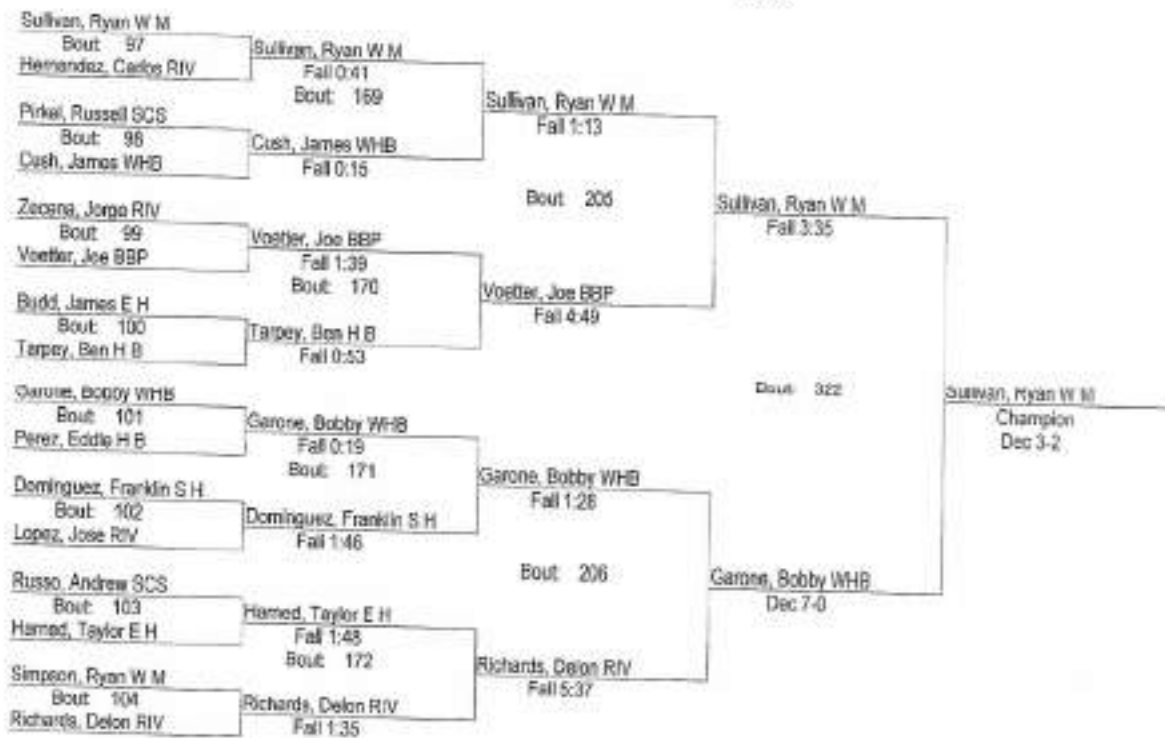 Sullivan, Ryan W M
Bout: 97
Hernandez, Carlos RIV
Pirkel, Russell SCS
Bout: 98
Cush, James WHB
Zecena, Jorge RIV
Bout: 99
Voetter, Joe BBP
Budd, James E H
Bout: 100
Tarpey, Ben H B
Garone, Bobby WHB
Bout: 101
Perez, Eddie H B
Dominguez, Franklin S H
Bout: 102
Lopez, Jose RIV
Russo, Andrew SCS
Bout: 103
Harned, Taylor E H
Simpson, Ryan W M
Bout: 104
Richards, Delon RIV
Sullivan, Ryan W M
Fall 0:41
Bout: 169
Cush, James WHB
Fall 0:15
Voetter, Joe BBP
Fall 1:39
Bout: 170
Tarpey, Ben H B
Fall 0:53
Garone, Bobby WHB
Fall 0:19
Bout: 171
Dominguez, Franklin S H
Fall 1:46
Harned, Taylor E H
Fall 1:48
Bout: 172
Richards, Delon RIV
Fall 1:35
Sullivan, Ryan W M
Fall 1:13
Bout: 205
Voetter, Joe BBP
Fall 4:49
Garone, Bobby WHB
Fall 1:28
Bout: 206
Richards, Delon RIV
Fall 5:37
Sullivan, Ryan W M
Fall 3:35
Bout: 322
Garone, Bobby WHB
Dec 7-0
Sullivan, Ryan W M
Champion
Dec 3-2